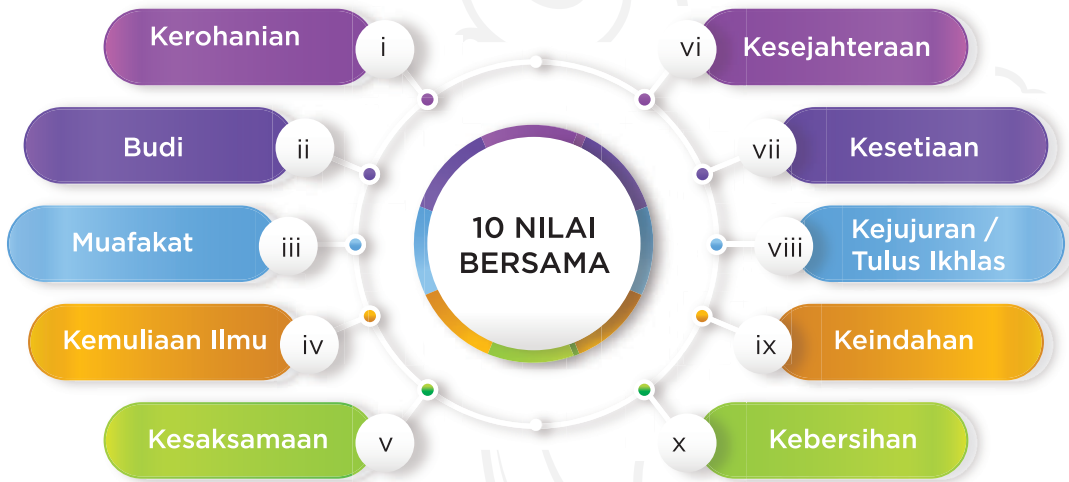 10 NILAI
BERSAMA
i
Kerohanian
ii
Budi
iii
Muafakat
iv
Kemuliaan Ilmu
v
Kesaksamaan
vi
Kesejahteraan
vii
Kesetiaan
viii
Kejujuran /
Tulus Ikhlas
ix
Keindahan
x
Kebersihan